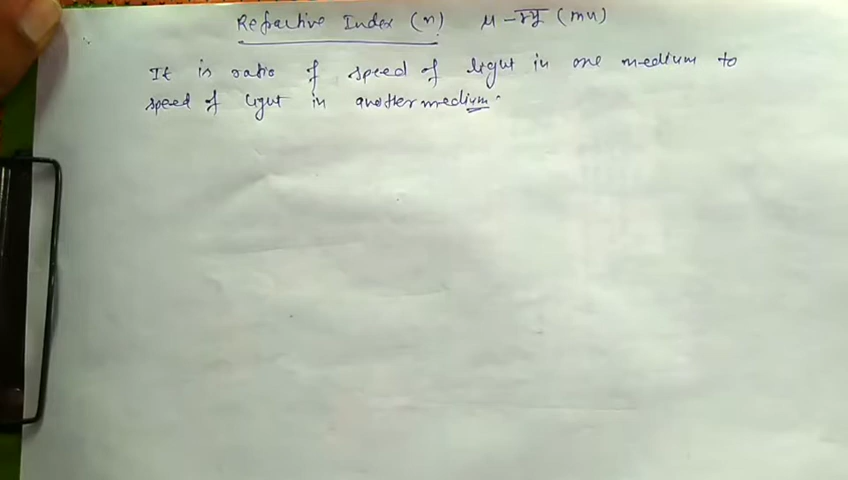 Refractive Index (n) μ - म्यू (mu)
It is ratio of speed of light in one medium to
speed of light in another medium.